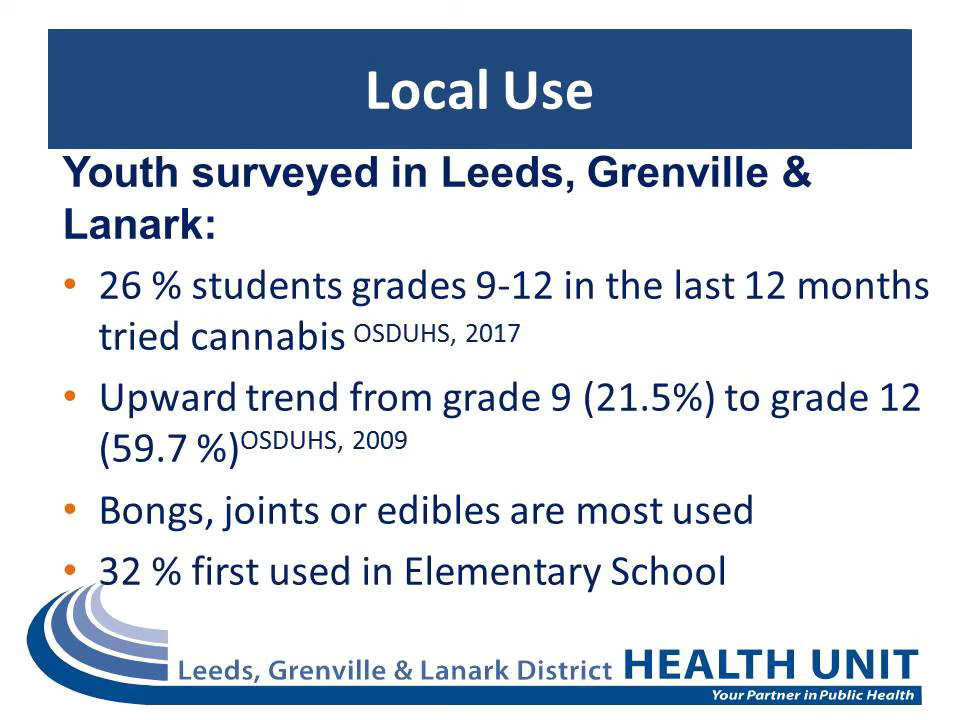 Local Use
Youth surveyed in Leeds, Grenville &
Lanark:
• 26 % students grades 9-12 in the last 12 months
tried cannabis OSDUHS, 2017
• Upward trend from grade 9 (21.5%) to grade 12
(59.7 %)OSDUHS, 2009
• Bongs, joints or edibles are most used
• 32 % first used in Elementary School
Leeds, Grenville & Lanark District HEALTH UNIT
Your Partner in Public Health